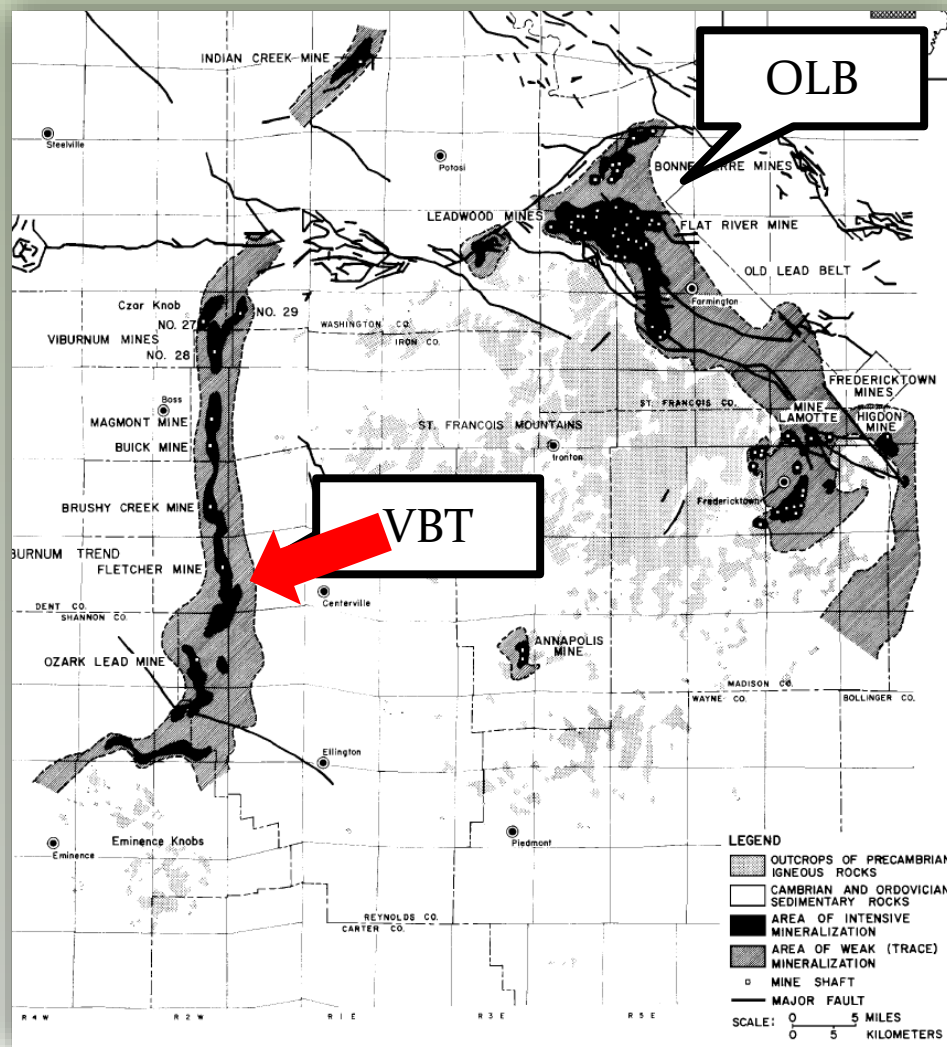 INDIAN CREEK MINE
OLB
Steelville
Potosi
BONNE TERRE MINES
LEADWOOD MINES
FLAT RIVER MINE
OLD LEAD BELT
Farmington
Czar Knob
NO. 27
NO. 29
VIBURNUM MINES
NO. 28
WASHINGTON CO.
IRON CO.
FREDERICKTOWN
MINES
Boss
MAGMONT MINE
BUICK MINE
ST. FRANCOIS CO.
MINE
LAMOTTE
HIGDON
MINE
ST. FRANCOIS MOUNTAINS
Ironton
Fredericktown
BRUSHY CREEK MINE
VBT
BURNUM TREND
FLETCHER MINE
Centerville
DENT CO.
SHANNON CO.
OZARK LEAD MINE
ANNAPOLIS
MINE
MADISON CO.
WAYNE CO.
BOLLINGER CO.
Ellington
Eminence Knobs
Eminence
Piedmont
REYNOLDS CO.
CARTER CO.
LEGEND
OUTCROPS OF PRECAMBRIAN
IGNEOUS ROCKS
CAMBRIAN AND ORDOVICIAN
SEDIMENTARY ROCKS
AREA OF INTENSIVE
MINERALIZATION
AREA OF WEAK (TRACE)
MINERALIZATION
MINE SHAFT
MAJOR FAULT
SCALE: 0 5 MILES
0 5 KILOMETERS
R 4 W R 2 W R 1 E R 3 E R 5 E